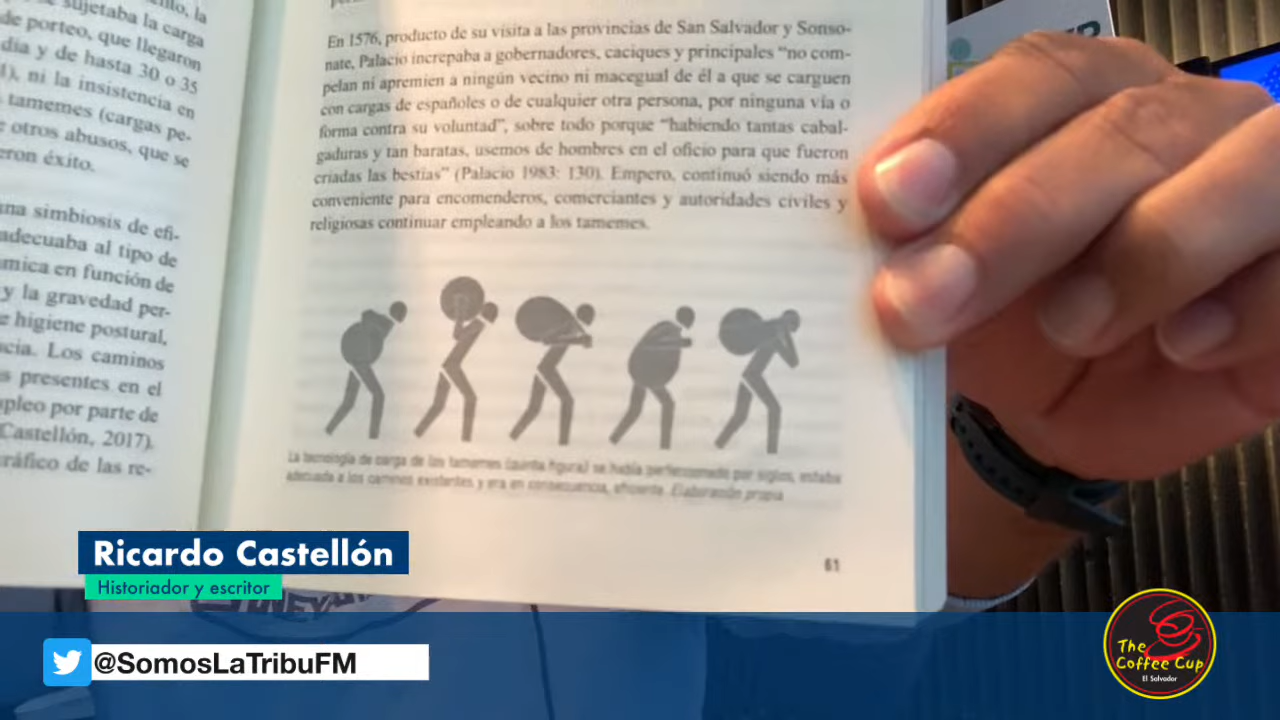 sujetaba la carga
de porteo, que llegaron
día y de hasta 30 o 35
ni la insistencia en
tamemes (cargas pe-
otros abusos, que se
eron éxito.
una simbiosis de efi-
adecuaba al tipo de
mica en función de
y la gravedad per-
higiene postural,
cia. Los caminos
s presentes en el
pleo por parte de
Castellón, 2017).
ráfico de las re-
En 1576, producto de su visita a las provincias de San Salvador y Sonso-
nate, Palacio increpaba a gobernadores, caciques y principales “no com-
pelan ni apremien a ningún vecino ni macegual de él a que se carguen
con cargas de españoles o de cualquier otra persona, por ninguna vía o
forma contra su voluntad”, sobre todo porque “habiendo tantas cabal-
gaduras y tan baratas, usemos de hombres en el oficio para que fueron
criadas las bestias” (Palacio 1983: 130). Empero, continuó siendo más
conveniente para encomenderos, comerciantes y autoridades civiles y
religiosas continuar empleando a los tamemes.
La tecnología de carga de los tamemes (quinta figura) se había perfeccionado por siglos, estaba
adecuada a los caminos existentes y era en consecuencia, eficiente. Elaboración propia
61
Ricardo Castellón
Historiador y escritor
@SomosLaTribuFM
The
Coffee Cup
El Salvador